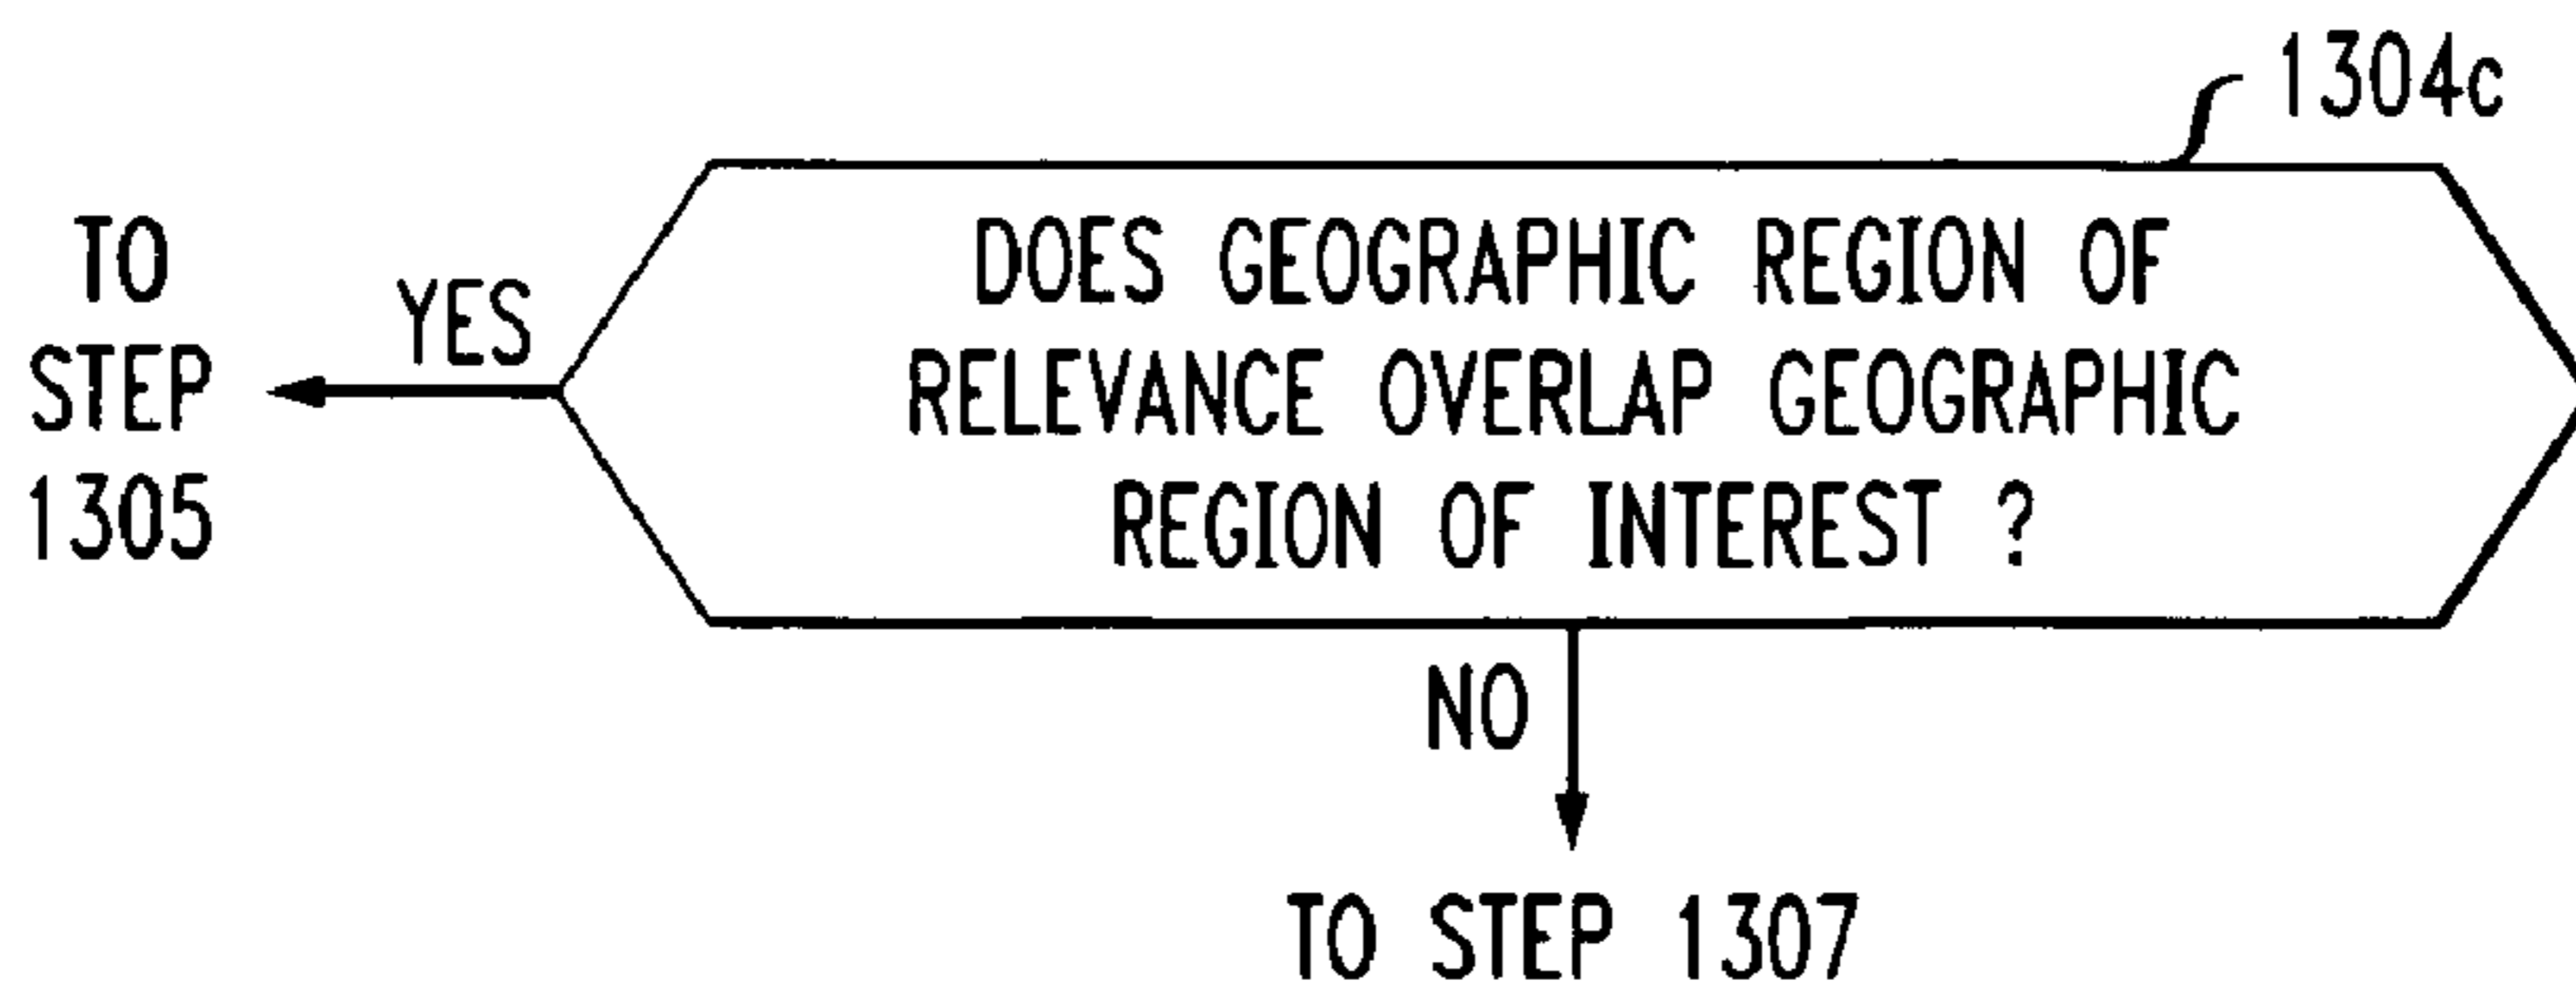 1304c
DOES GEOGRAPHIC REGION OF
RELEVANCE OVERLAP GEOGRAPHIC
REGION OF INTEREST ?
YES
TO
STEP
1305
NO
TO STEP 1307